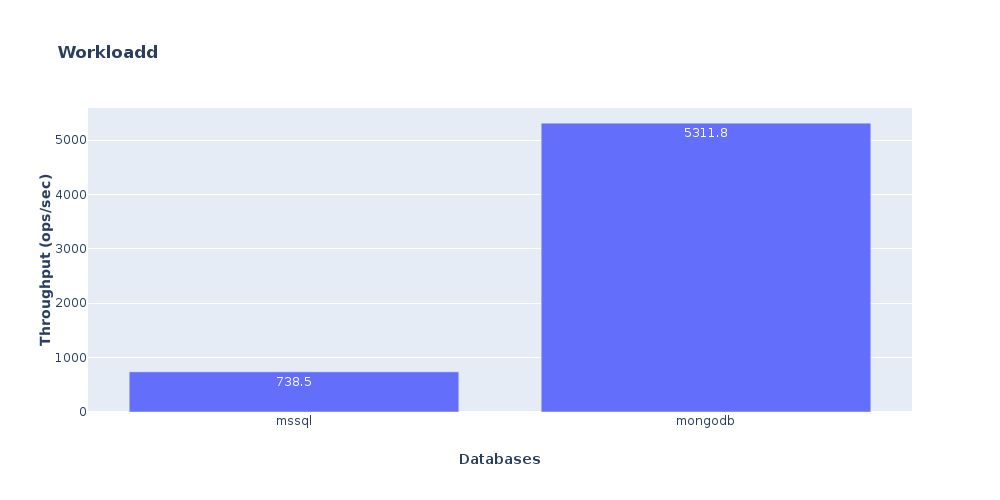 Workloadd
Throughput (ops/sec)
5000
4000
3000
2000
1000
0
5311.8
738.5
mssql
mongodb
Databases